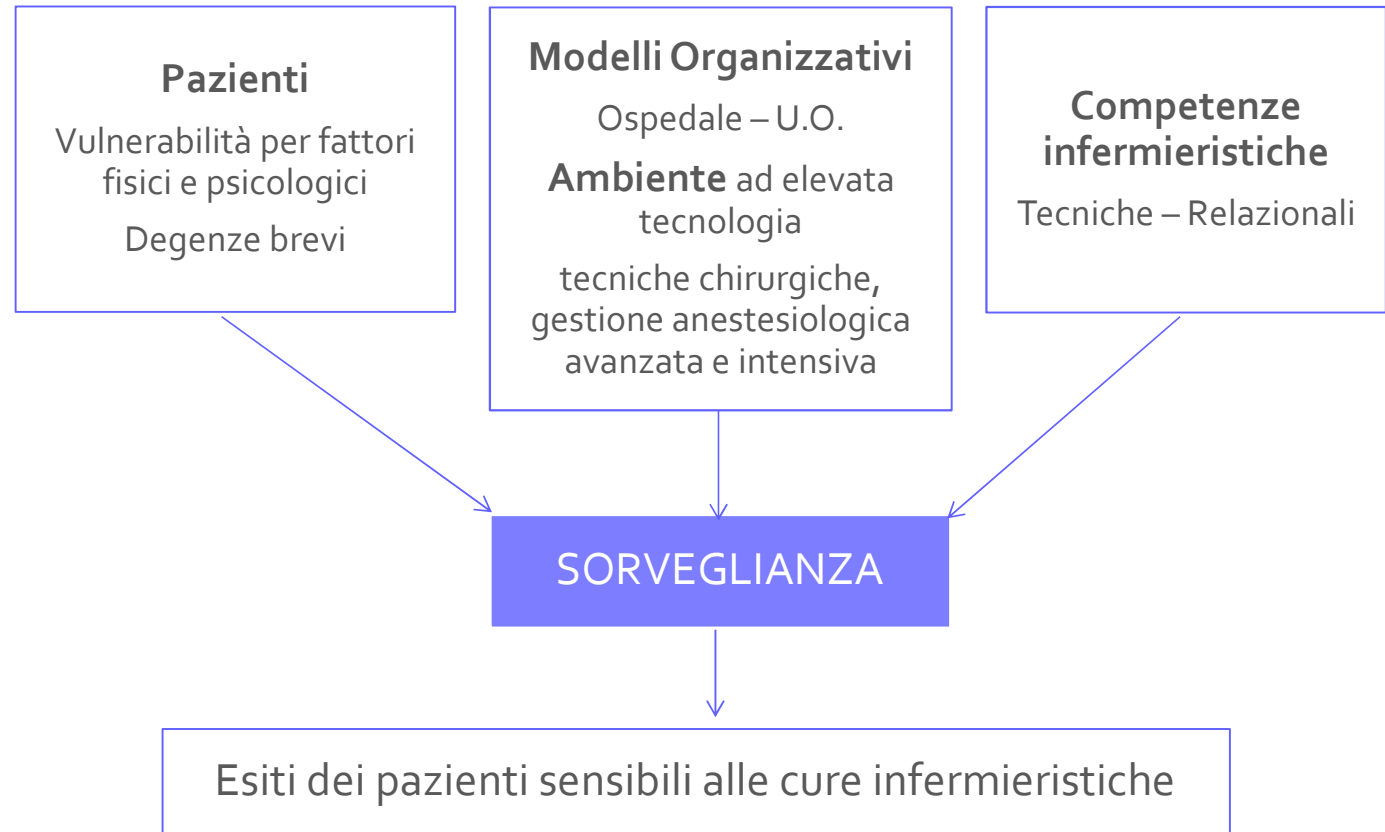 Pazienti
Vulnerabilità per fattori
fisici e psicologici
Degenze brevi
Modelli Organizzativi
Ospedale – U.O.
Ambiente ad elevata
tecnologia
tecniche chirurgiche,
gestione anestesiologica
avanzata e intensiva
Competenze
infermieristiche
Tecniche – Relazionali
SORVEGLIANZA
Esiti dei pazienti sensibili alle cure infermieristiche